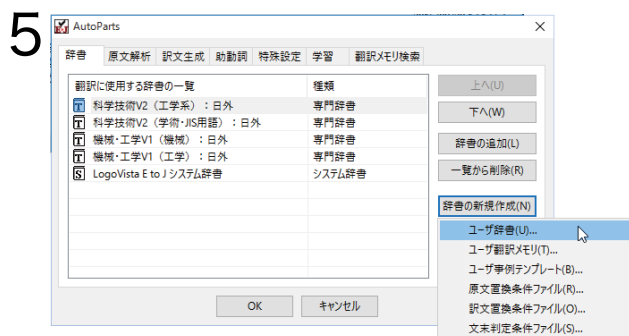 5
AutoParts
辞書 原文解析 訳文生成 助動詞 特殊設定 学習 翻訳メモリ検索
翻訳に使用する辞書の一覧 種類
科学技術V2（工学系）：日外 専門辞書
科学技術V2（学術・JIS用語）：日外 専門辞書
機械・工学V1（機械）：日外 専門辞書
機械・工学V1（工学）：日外 専門辞書
LogoVista E to J システム辞書 システム辞書
上へ(U)
下へ(W)
辞書の追加(L)
一覧から削除(R)
辞書の新規作成(N)
ユーザ辞書(U)...
ユーザ翻訳メモリ(T)...
ユーザ事例テンプレート(B)...
原文置換条件ファイル(R)...
訳文置換条件ファイル(O)...
文末判定条件ファイル(S)...
OK キャンセル